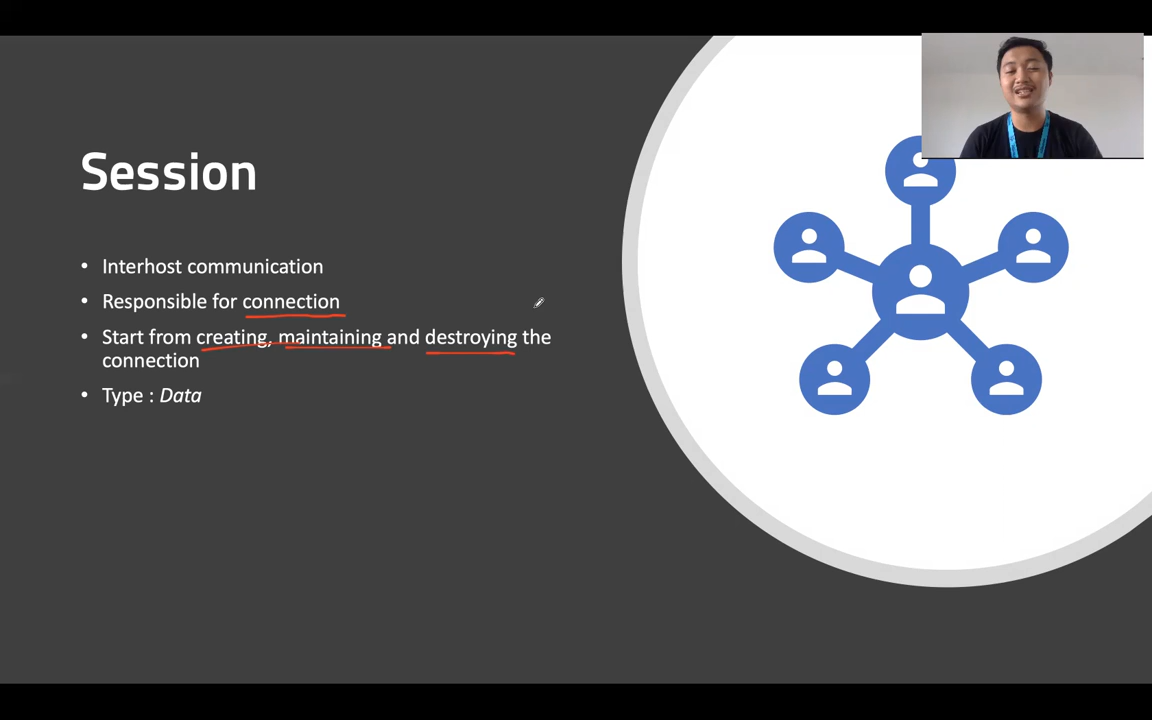 Session
• Interhost communication
• Responsible for connection
• Start from creating, maintaining and destroying the
connection
• Type : Data